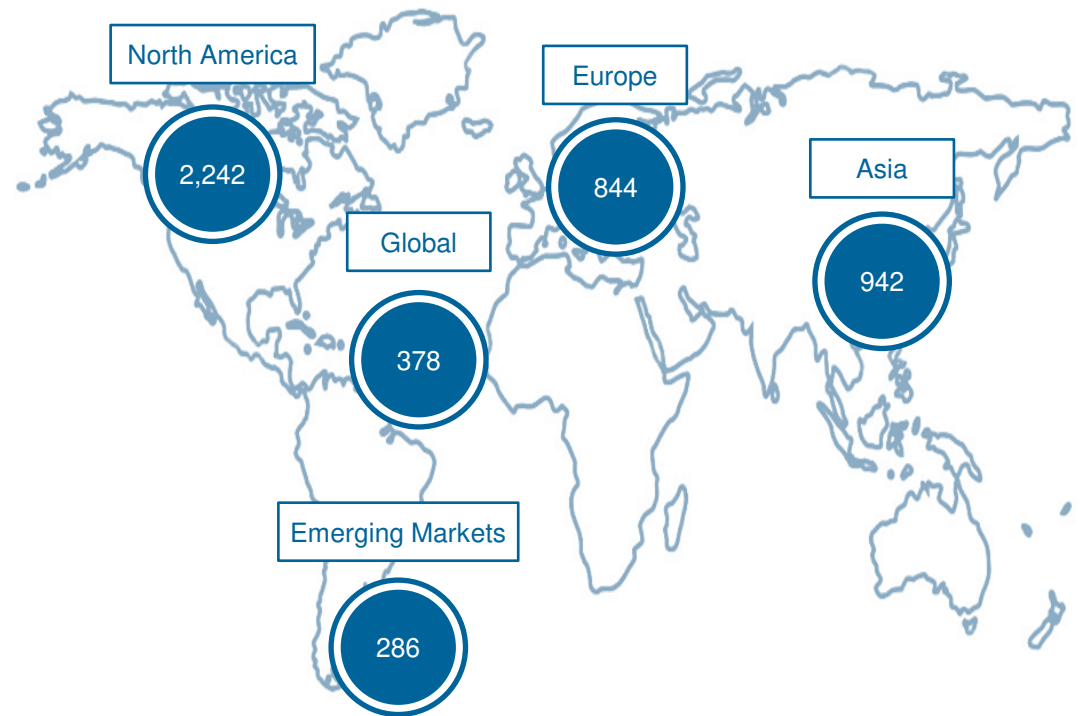 North America
2,242
Europe
844
Asia
942
Global
378
Emerging Markets
286